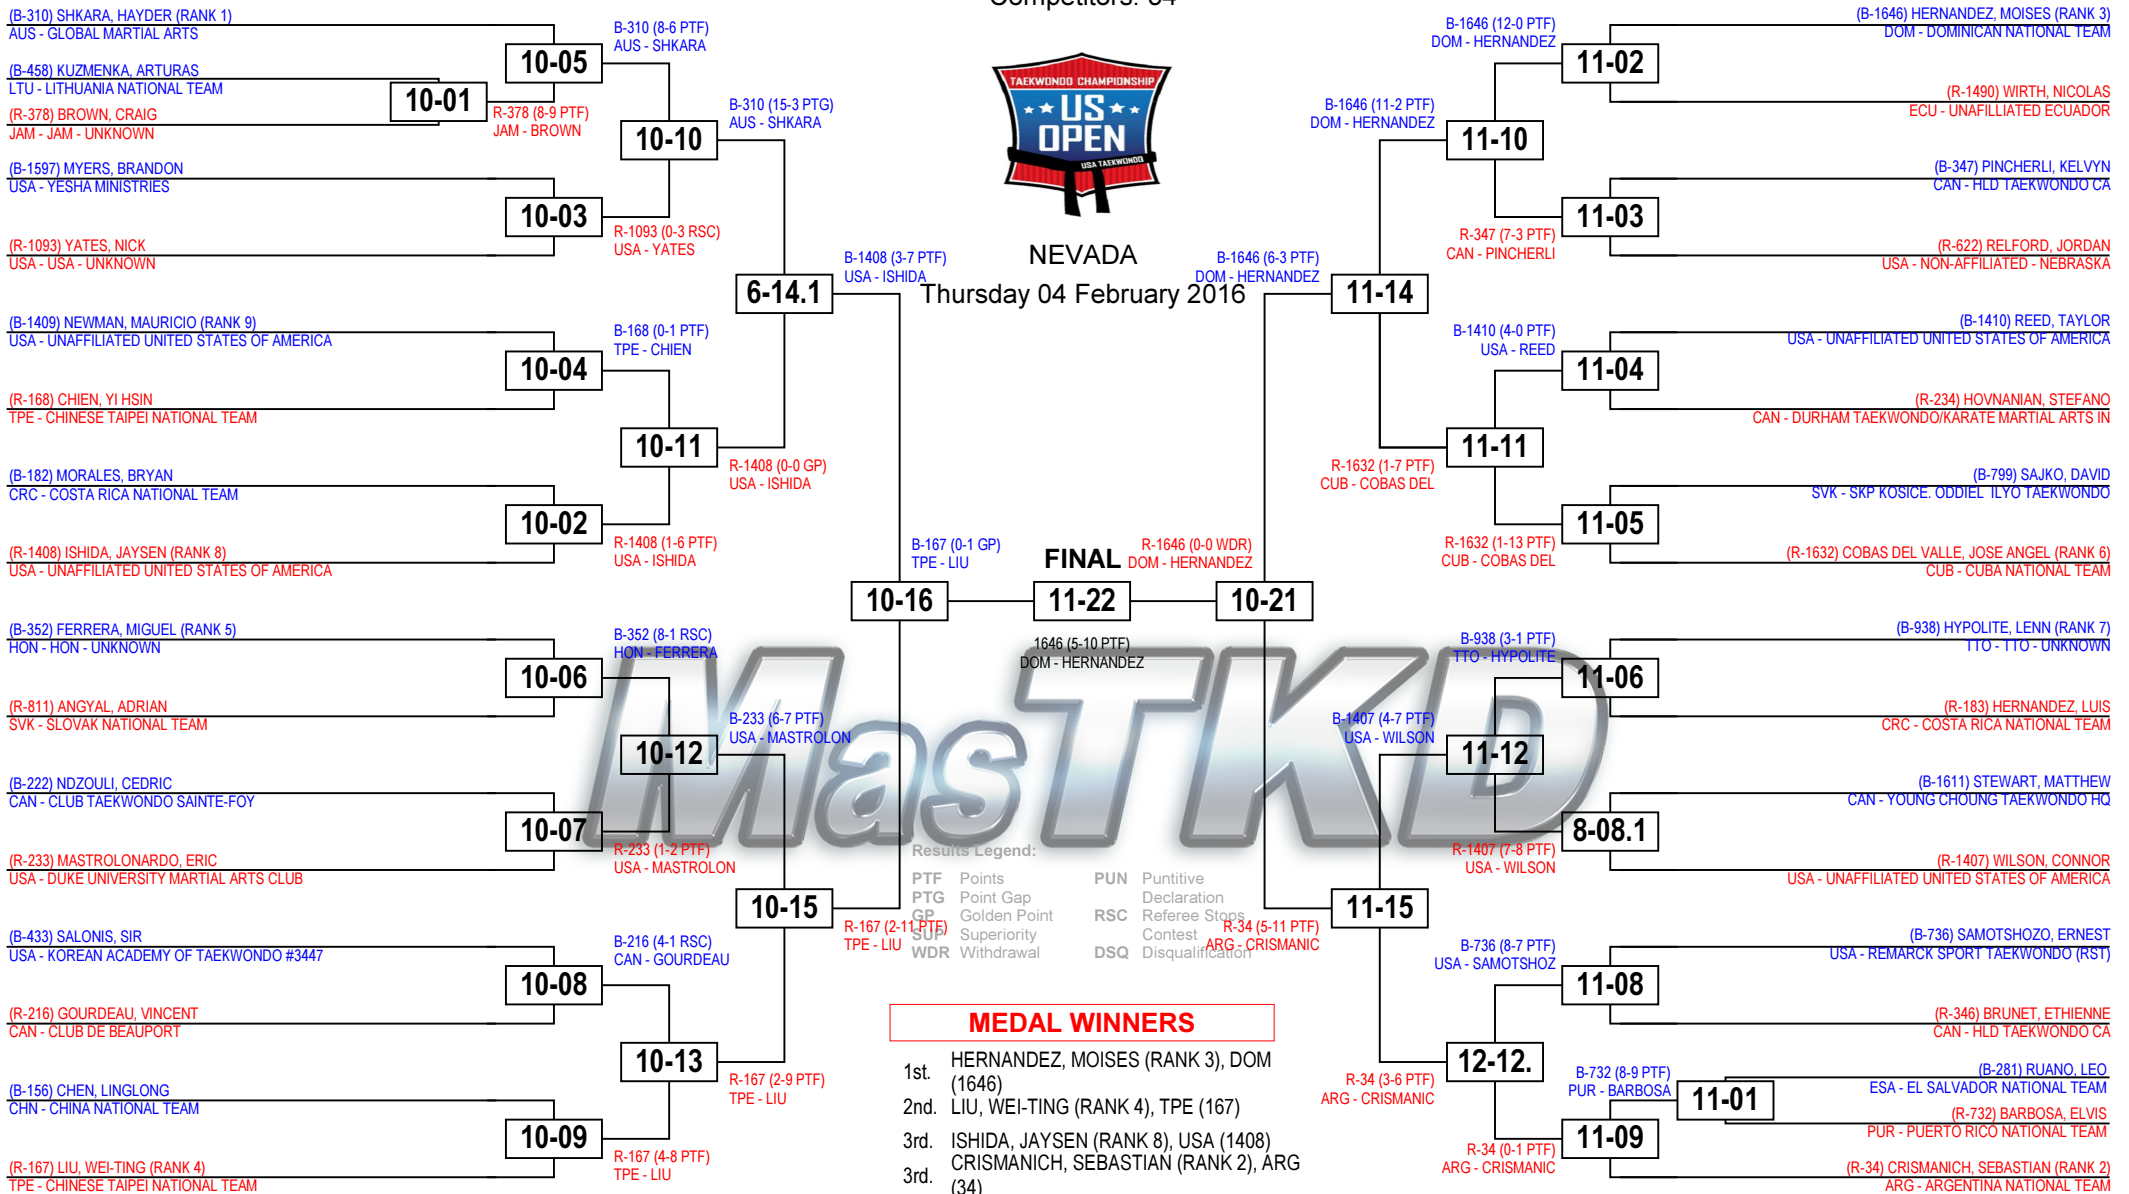 Competitors: 34
(B-310) SHKARA, HAYDER (RANK 1)
AUS - GLOBAL MARTIAL ARTS
(B-458) KUZMENKA, ARTURAS
LTU - LITHUANIA NATIONAL TEAM
(R-378) BROWN, CRAIG
JAM - JAM - UNKNOWN
(B-1597) MYERS, BRANDON
USA - YESHA MINISTRIES
(R-1093) YATES, NICK
USA - USA - UNKNOWN
(B-1409) NEWMAN, MAURICIO (RANK 9)
USA - UNAFFILIATED UNITED STATES OF AMERICA
(R-168) CHIEN, YI HSIN
TPE - CHINESE TAIPEI NATIONAL TEAM
(B-182) MORALES, BRYAN
CRC - COSTA RICA NATIONAL TEAM
(R-1408) ISHIDA, JAYSEN (RANK 8)
USA - UNAFFILIATED UNITED STATES OF AMERICA
(B-352) FERRERA, MIGUEL (RANK 5)
HON - HON - UNKNOWN
(R-811) ANGYAL, ADRIAN
SVK - SLOVAK NATIONAL TEAM
(B-222) NDZOULI, CEDRIC
CAN - CLUB TAEKWONDO SAINTE-FOY
(R-233) MASTROLONARDO, ERIC
USA - DUKE UNIVERSITY MARTIAL ARTS CLUB
(B-433) SALONIS, SIR
USA - KOREAN ACADEMY OF TAEKWONDO #3447
(R-216) GOURDEAU, VINCENT
CAN - CLUB DE BEAUPORT
(B-156) CHEN, LINGLONG
CHN - CHINA NATIONAL TEAM
(R-167) LIU, WEI-TING (RANK 4)
TPE - CHINESE TAIPEI NATIONAL TEAM
10-01
R-378 (8-9 PTF)
JAM - BROWN
10-05
10-03
10-04
10-02
10-06
10-07
10-08
10-09
B-310 (8-6 PTF)
AUS - SHKARA
10-10
R-1093 (0-3 RSC)
USA - YATES
B-168 (0-1 PTF)
TPE - CHIEN
10-11
R-1408 (1-6 PTF)
USA - ISHIDA
B-352 (8-1 RSC)
HON - FERRERA
10-12
R-233 (1-2 PTF)
USA - MASTROLON
B-216 (4-1 RSC)
CAN - GOURDEAU
10-13
R-167 (4-8 PTF)
TPE - LIU
B-310 (15-3 PTG)
AUS - SHKARA
6-14.1
R-1408 (0-0 GP)
USA - ISHIDA
B-233 (6-7 PTF)
USA - MASTROLON
10-15
R-167 (2-9 PTF)
TPE - LIU
B-1408 (3-7 PTF)
USA - ISHIDA
10-16
R-167 (2-11 PTF)
TPE - LIU
B-167 (0-1 GP)
TPE - LIU
TAEKWONDO CHAMPIONSHIP
US
OPEN
USA TAEKWONDO
NEVADA
Thursday 04 February 2016
FINAL
11-22
1646 (5-10 PTF)
DOM - HERNANDEZ
MasTKD
R-1646 (0-0 WDR)
DOM - HERNANDEZ
10-21
B-1646 (6-3 PTF)
DOM - HERNANDEZ
R-34 (5-11 PTF)
ARG - CRISMANIC
B-1646 (11-2 PTF)
DOM - HERNANDEZ
11-14
R-1632 (1-7 PTF)
CUB - COBAS DEL
B-1407 (4-7 PTF)
USA - WILSON
11-15
R-34 (3-6 PTF)
ARG - CRISMANIC
B-1646 (12-0 PTF)
DOM - HERNANDEZ
11-10
R-347 (7-3 PTF)
CAN - PINCHERLI
B-1410 (4-0 PTF)
USA - REED
11-11
R-1632 (1-13 PTF)
CUB - COBAS DEL
B-938 (3-1 PTF)
TTO - HYPOLITE
11-12
R-1407 (7-8 PTF)
USA - WILSON
B-736 (8-7 PTF)
USA - SAMOTSHOZ
12-12.
R-34 (0-1 PTF)
ARG - CRISMANIC
11-02
11-03
11-04
11-05
11-06
8-08.1
11-08
11-09
B-732 (8-9 PTF)
PUR - BARBOSA
11-01
(B-1646) HERNANDEZ, MOISES (RANK 3)
DOM - DOMINICAN NATIONAL TEAM
(R-1490) WIRTH, NICOLAS
ECU - UNAFILLIATED ECUADOR
(B-347) PINCHERLI, KELVYN
CAN - HLD TAEKWONDO CA
(R-622) RELFORD, JORDAN
USA - NON-AFFILIATED - NEBRASKA
(B-1410) REED, TAYLOR
USA - UNAFFILIATED UNITED STATES OF AMERICA
(R-234) HOVNANIAN, STEFANO
CAN - DURHAM TAEKWONDO/KARATE MARTIAL ARTS IN
(B-799) SAJKO, DAVID
SVK - SKP KOSICE. ODDIEL ILYO TAEKWONDO
(R-1632) COBAS DEL VALLE, JOSE ANGEL (RANK 6)
CUB - CUBA NATIONAL TEAM
(B-938) HYPOLITE, LENN (RANK 7)
TTO - TTO - UNKNOWN
(R-183) HERNANDEZ, LUIS
CRC - COSTA RICA NATIONAL TEAM
(B-1611) STEWART, MATTHEW
CAN - YOUNG CHOUNG TAEKWONDO HQ
(R-1407) WILSON, CONNOR
USA - UNAFFILIATED UNITED STATES OF AMERICA
(B-736) SAMOTSHOZO, ERNEST
USA - REMARCK SPORT TAEKWONDO (RST)
(R-346) BRUNET, ETHIENNE
CAN - HLD TAEKWONDO CA
(B-281) RUANO, LEO
ESA - EL SALVADOR NATIONAL TEAM
(R-732) BARBOSA, ELVIS
PUR - PUERTO RICO NATIONAL TEAM
(R-34) CRISMANICH, SEBASTIAN (RANK 2)
ARG - ARGENTINA NATIONAL TEAM
Results Legend:
PTF Points PUN Puntitive
PTG Point Gap Declaration
GP Golden Point RSC Referee Stops
SUP Superiority Contest
WDR Withdrawal DSQ Disqualification
MEDAL WINNERS
1st. HERNANDEZ, MOISES (RANK 3), DOM
(1646)
2nd. LIU, WEI-TING (RANK 4), TPE (167)
3rd. ISHIDA, JAYSEN (RANK 8), USA (1408)
3rd. CRISMANICH, SEBASTIAN (RANK 2), ARG
(34)